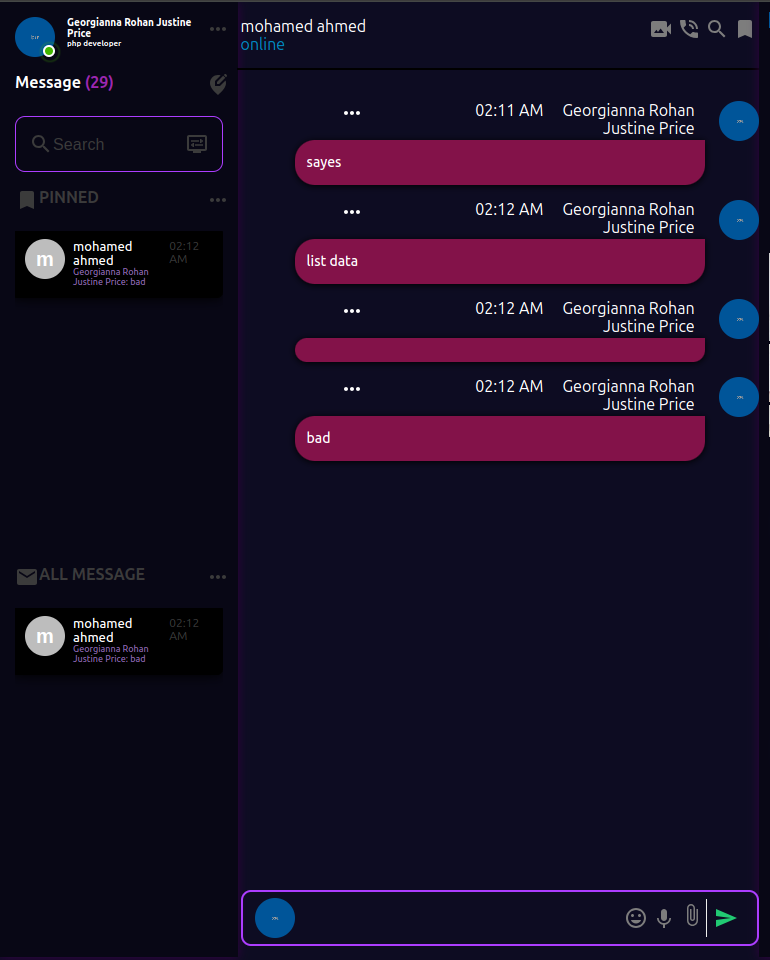 Georgianna Rohan Justine
Price
php developer
Message (29)
Search
PINNED
mohamed
ahmed
02:12
AM
Georgianna Rohan
Justine Price: bad
ALL MESSAGE
m
mohamed
ahmed
02:12
AM
Georgianna Rohan
Justine Price: bad
mohamed ahmed
online
02:11 AM Georgianna Rohan
Justine Price
sayes
02:12 AM Georgianna Rohan
Justine Price
list data
02:12 AM Georgianna Rohan
Justine Price
02:12 AM Georgianna Rohan
Justine Price
bad